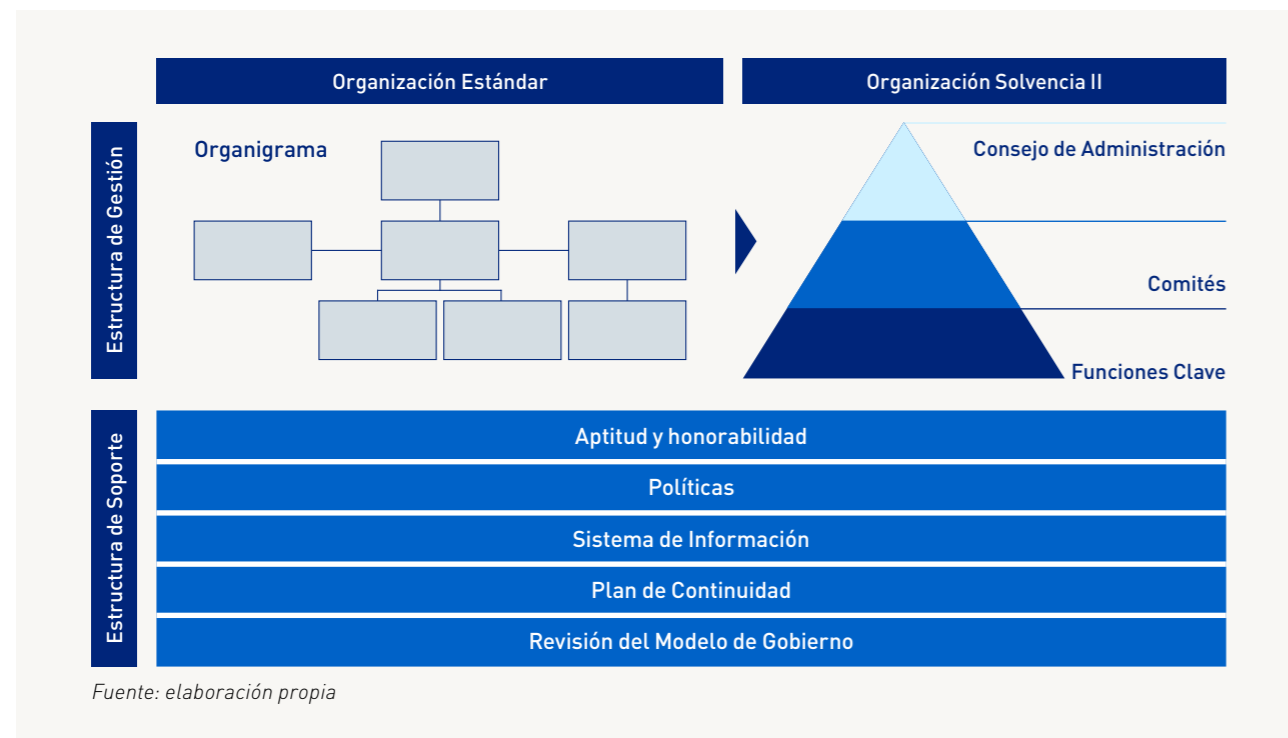 Organización Estándar
Organización Solvencia II
Estructura de Gestión
Organigrama
Consejo de Administración
Comités
Funciones Clave
Estructura de Soporte
Aptitud y honorabilidad
Políticas
Sistema de Información
Plan de Continuidad
Revisión del Modelo de Gobierno
Fuente: elaboración propia